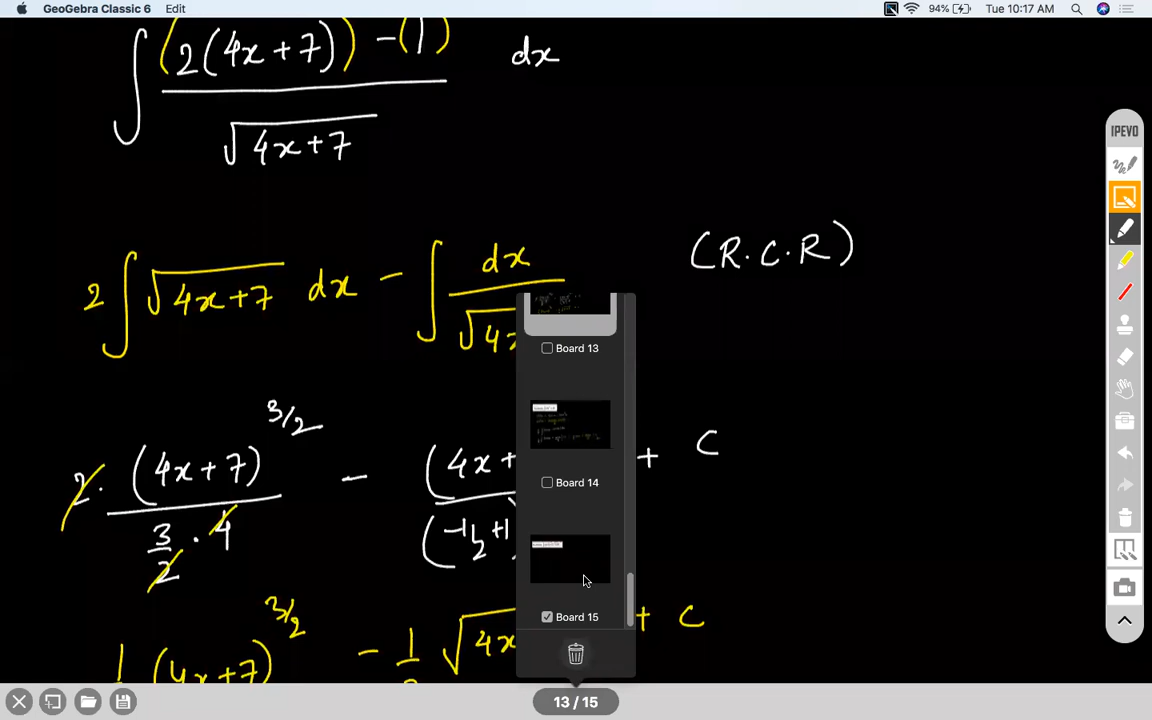 GeoGebra Classic 6 Edit 94% Tue 10:17 AM
∫ (2(4x+7)) - (1) / √4x+7 dx
IPEVO
2 ∫ √4x+7 dx - ∫ dx / √4x (R.C.R)
Board 13
2. (4x+7)^3/2 / 3/2 . 4 - (4x+ / (-1/2 +1 + C
Board 14
(4x+7)^3/2 - 1 √4x + C
Board 15
13 / 15